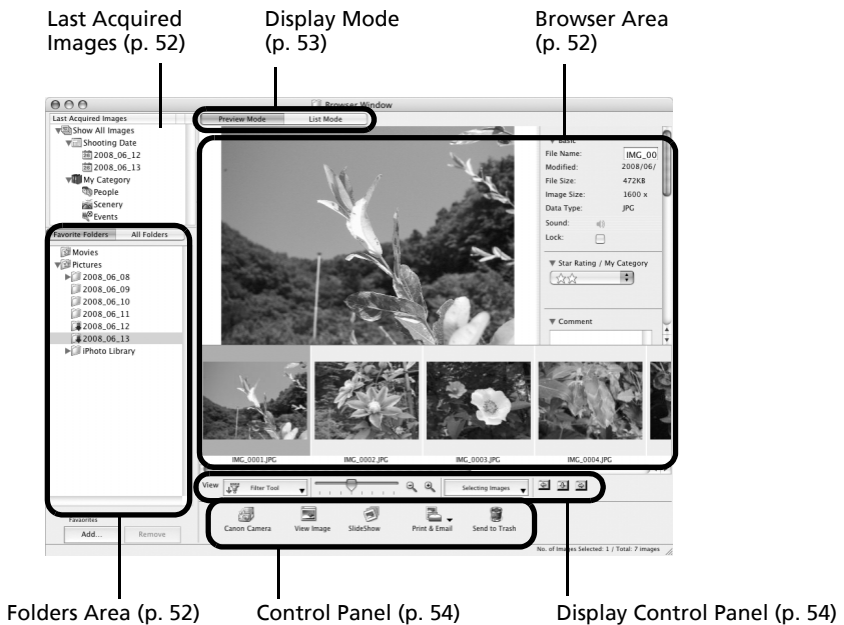 Last Acquired
Images (p. 52)
Display Mode
(p. 53)
Browser Area
(p. 52)
Browser Window
Last Acquired Images
Preview Mode
List Mode
Show All Images
Shooting Date
2008_06_12
2008_06_13
My Category
People
Scenery
Events
Favorite Folders
All Folders
Movies
Pictures
2008_06_08
2008_06_09
2008_06_10
2008_06_11
2008_06_12
2008_06_13
iPhoto Library
Basic
File Name: IMG_00
Modified: 2008/06/
File Size: 472KB
Image Size: 1600 x
Data Type: JPG
Sound:
Lock:
Star Rating / My Category
Comment
IMG_0001.JPG
IMG_0002.JPG
IMG_0003.JPG
IMG_0004.JPG
View
Filter Tool
Selecting Images
Canon Camera
View Image
SlideShow
Print & Email
Send to Trash
Favaorites
Add...
Remove
No. of Images Selected: 1 / Total: 7 images
Folders Area (p. 52)
Control Panel (p. 54)
Display Control Panel (p. 54)